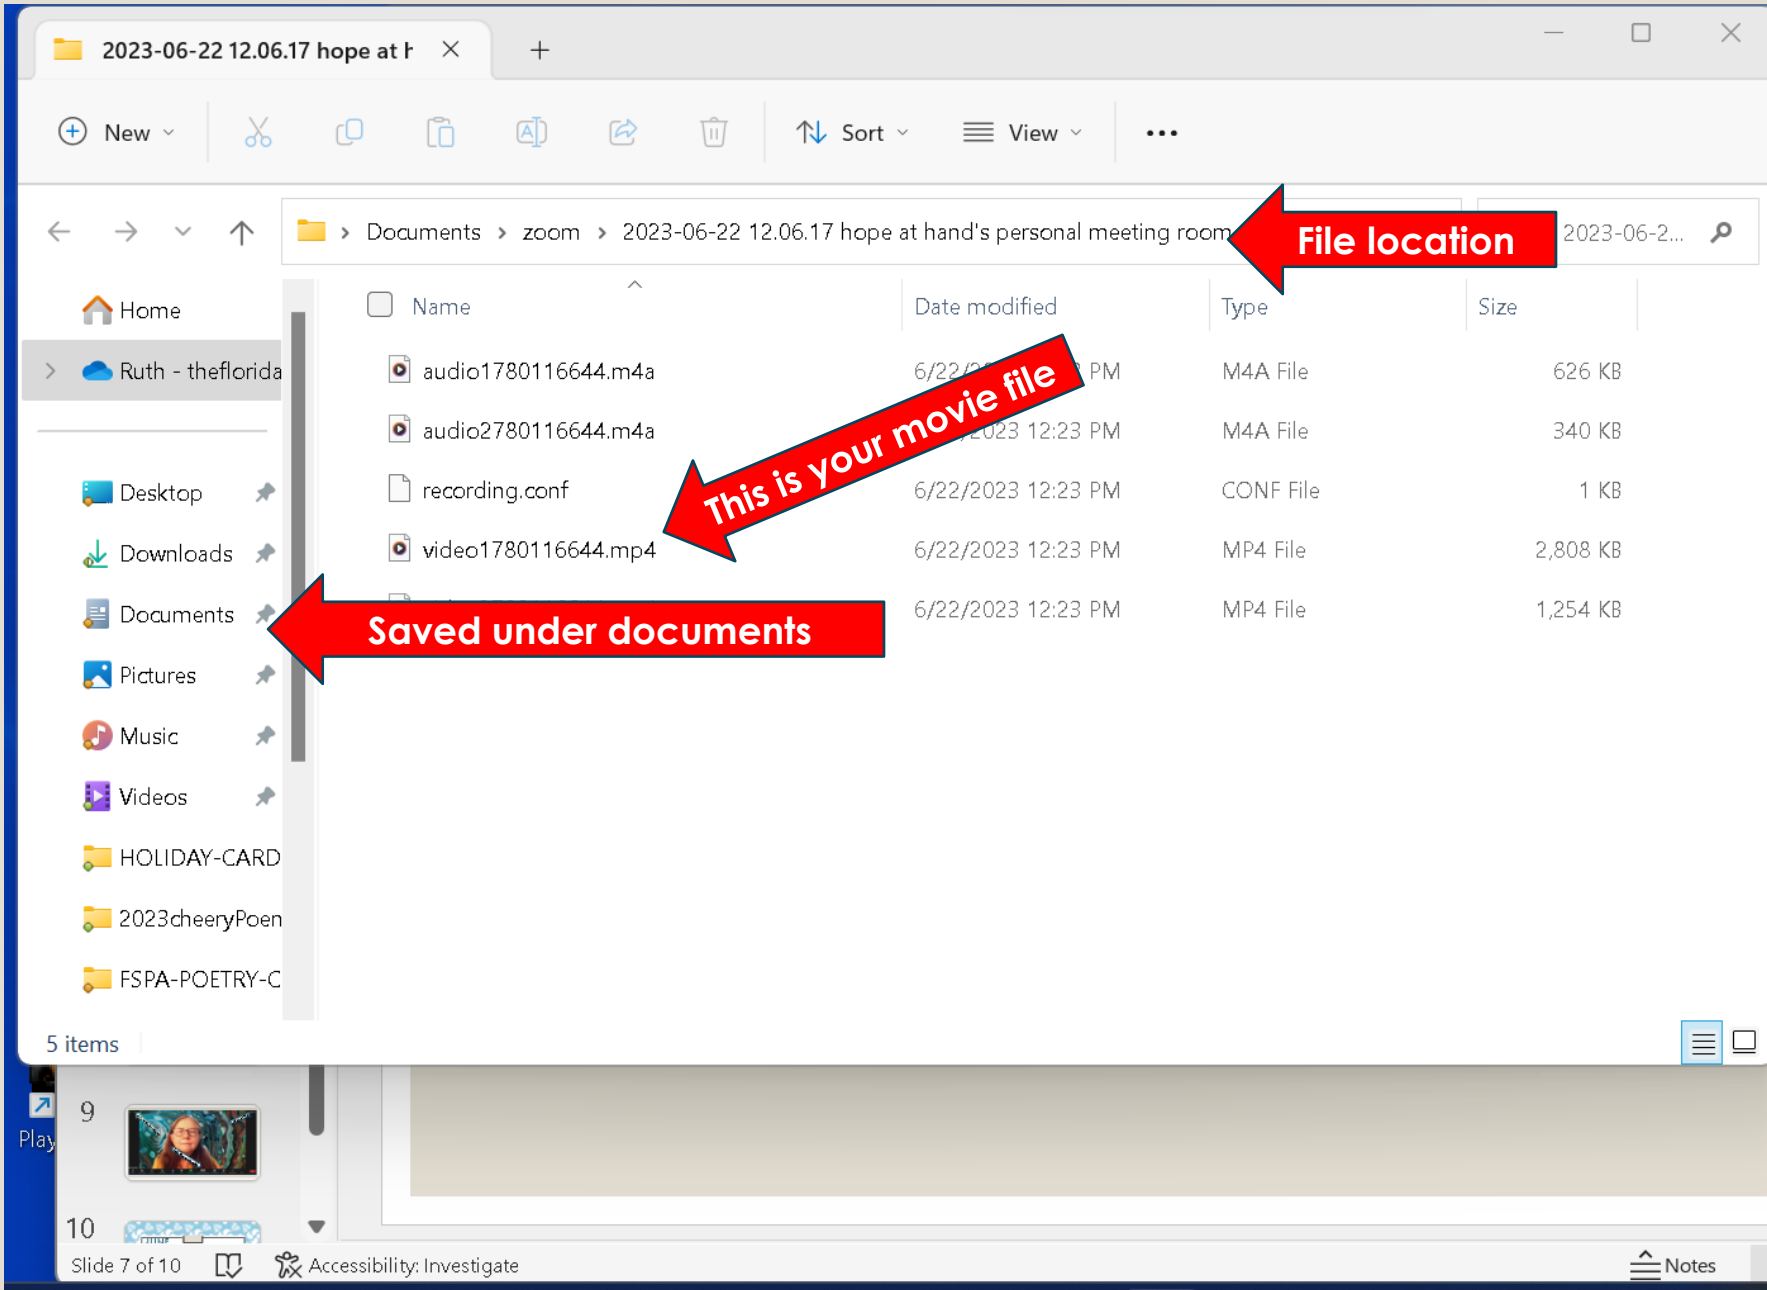 2023-06-22 12.06.17 hope at h
New
Sort
View
Documents > zoom > 2023-06-22 12.06.17 hope at hand's personal meeting room
File location
2023-06-2...
Name Date modified Type Size
Home
Ruth - theflorida
audio1780116644.m4a 6/22/ PM M4A File 626 KB
audio2780116644.m4a 2023 12:23 PM M4A File 340 KB
recording.conf 6/22/2023 12:23 PM CONF File 1 KB
video1780116644.mp4 6/22/2023 12:23 PM MP4 File 2,808 KB
6/22/2023 12:23 PM MP4 File 1,254 KB
This is your movie file
Saved under documents
Desktop
Downloads
Documents
Pictures
Music
Videos
HOLIDAY-CARD
2023cheeryPoen
FSPA-POETRY-C
5 items
Play
9
10
Slide 7 of 10
Accessibility: Investigate
Notes